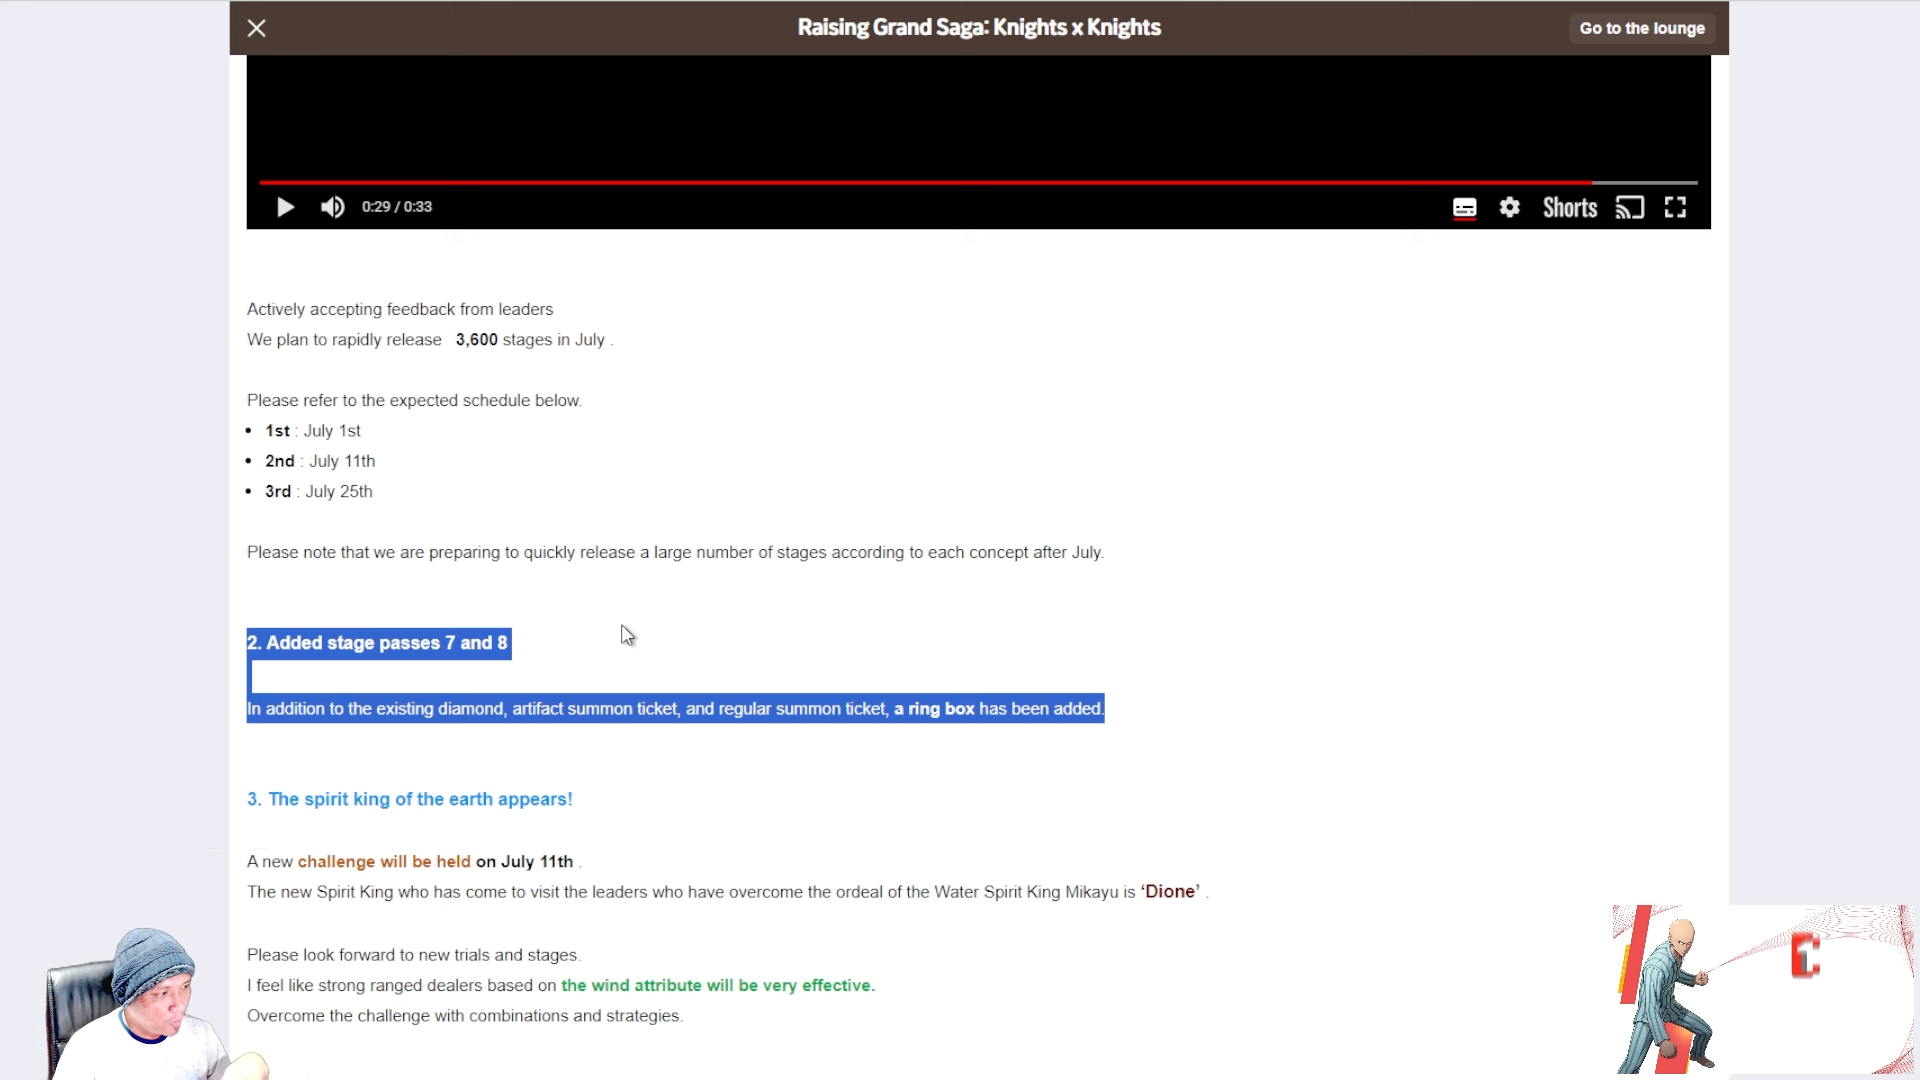 Raising Grand Saga: Knights x Knights
Go to the lounge
0:29 / 0:33
Shorts
Actively accepting feedback from leaders
We plan to rapidly release 3,600 stages in July .
Please refer to the expected schedule below.
• 1st : July 1st
• 2nd : July 11th
• 3rd : July 25th
Please note that we are preparing to quickly release a large number of stages according to each concept after July.
2. Added stage passes 7 and 8
In addition to the existing diamond, artifact summon ticket, and regular summon ticket, a ring box has been added.
3. The spirit king of the earth appears!
A new challenge will be held on July 11th .
The new Spirit King who has come to visit the leaders who have overcome the ordeal of the Water Spirit King Mikayu is ‘Dione’ .
Please look forward to new trials and stages.
I feel like strong ranged dealers based on the wind attribute will be very effective.
Overcome the challenge with combinations and strategies.